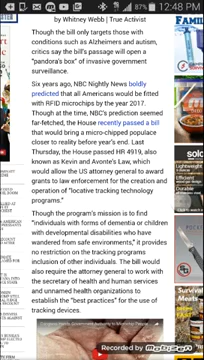 87% 12:48 PM
by Whitney Webb | True Activist
Though the bill only targets those with
conditions such as Alzheimers and autism,
critics say the bill's passage will open a
"pandora's box" of invasive government
surveillance.
Six years ago, NBC Nightly News boldly
predicted that all Americans would be fitted
with RFID microchips by the year 2017.
Though at the time, NBC's prediction seemed
far-fetched, the House recently passed a bill
that would bring a micro-chipped populace
closer to reality before year's end. Last
Thursday, the House passed HR 4919, also
known as Kevin and Avonte's Law, which
would allow the US attorney general to award
grants to law enforcement for the creation and
operation of "locative tracking technology
programs."
Though the program's mission is to find
"individuals with forms of dementia or children
with developmental disabilities who have
wandered from safe environments," it provides
no restriction on the tracking programs
inclusion of other individuals. The bill would
also require the attorney general to work with
the secretary of health and human services
and unnamed health organizations to
establish the "best practices" for the use of
tracking devices.
Survival
Meals
RECORDED WITH